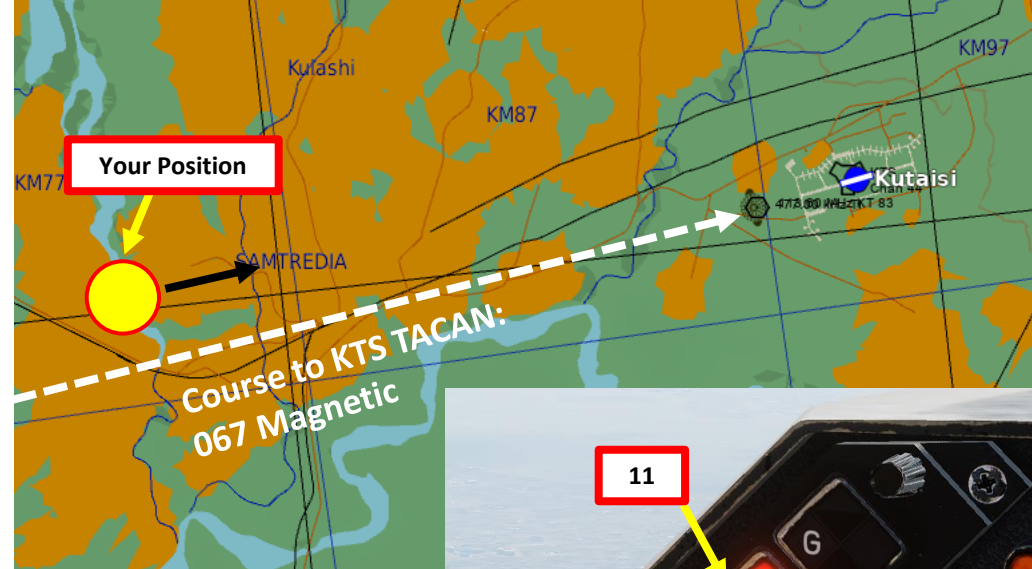 KM97
Kulashi
KM87
Your Position
KM77
Kutaisi
Chan 44
KT 83
SAMTREDIA
Course to KTS TACAN:
067 Magnetic
11
G